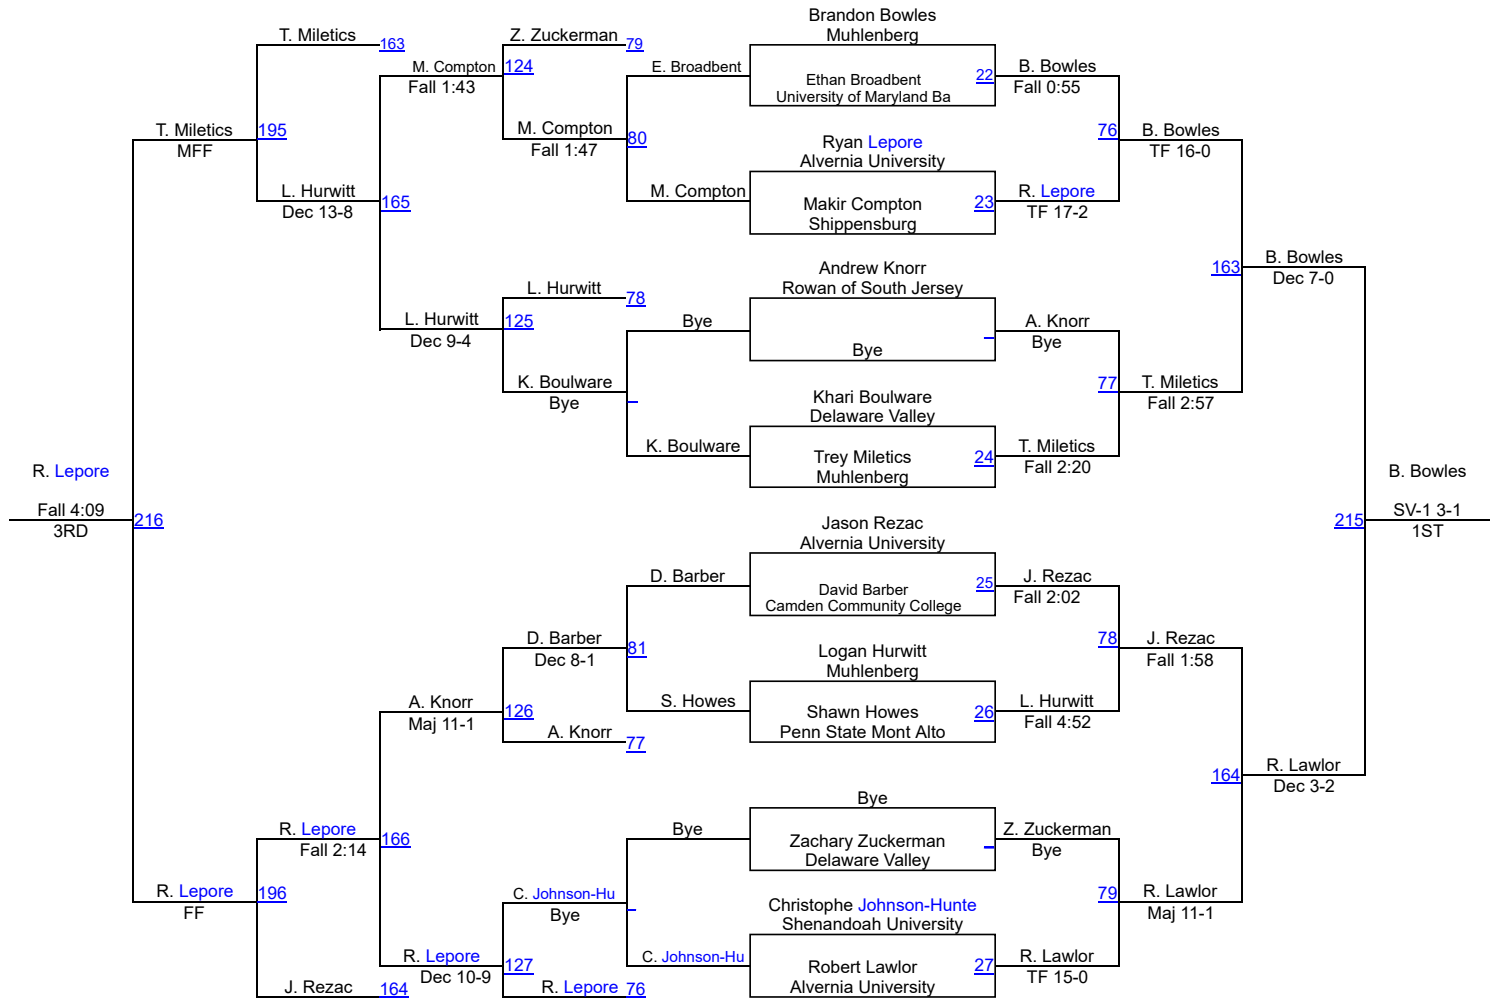 Brandon Bowles
Muhlenberg
T. Miletics
163
Z. Zuckerman
79
M. Compton
124
Fall 1:43
E. Broadbent
Ethan Broadbent
University of Maryland Ba
22
B. Bowles
Fall 0:55
T. Miletics
195
MFF
M. Compton
80
Fall 1:47
Ryan Lepore
Alvernia University
76
B. Bowles
TF 16-0
L. Hurwitt
165
Dec 13-8
M. Compton
Makir Compton
Shippensburg
23
R. Lepore
TF 17-2
Andrew Knorr
Rowan of South Jersey
163
B. Bowles
Dec 7-0
L. Hurwitt
78
L. Hurwitt
125
Dec 9-4
Bye
Bye
A. Knorr
Bye
K. Boulware
Bye
Khari Boulware
Delaware Valley
77
T. Miletics
Fall 2:57
K. Boulware
Trey Miletics
Muhlenberg
24
T. Miletics
Fall 2:20
R. Lepore
Fall 4:09
3RD
216
B. Bowles
215
SV-1 3-1
1ST
Jason Rezac
Alvernia University
D. Barber
David Barber
Camden Community College
25
J. Rezac
Fall 2:02
D. Barber
81
Dec 8-1
Logan Hurwitt
Muhlenberg
78
J. Rezac
Fall 1:58
A. Knorr
126
Maj 11-1
S. Howes
Shawn Howes
Penn State Mont Alto
26
L. Hurwitt
Fall 4:52
A. Knorr
77
164
R. Lawlor
Dec 3-2
Bye
R. Lepore
166
Fall 2:14
Bye
Zachary Zuckerman
Delaware Valley
Z. Zuckerman
Bye
R. Lepore
196
FF
C. Johnson-Hu
Bye
Christophe Johnson-Hunte
Shenandoah University
79
R. Lawlor
Maj 11-1
R. Lepore
127
Dec 10-9
C. Johnson-Hu
Robert Lawlor
Alvernia University
27
R. Lawlor
TF 15-0
J. Rezac
164
R. Lepore
76